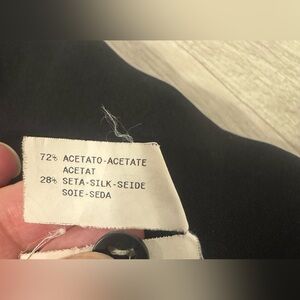 72% ACETATO-ACETATE
ACETAT
28% SETA-SILK-SEIDE
SOIE-SEDA